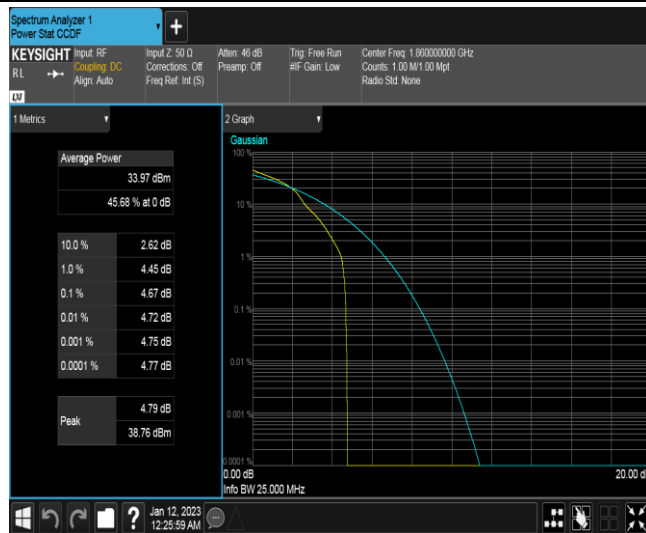 Spectrum Analyzer 1
Power Stat CCDF
+
KEYSIGHT
RL
Input: RF
Coupling: DC
Align: Auto
Input Z: 50 Ω
Corrections: Off
Freq Ref: Int (S)
Atten: 46 dB
Preamp: Off
Trig: Free Run
#IF Gain: Low
Center Freq: 1.860000000 GHz
Counts: 1.00 M/1.00 Mpt
Radio Std: None
LXI
1 Metrics
Average Power
33.97 dBm
45.68 % at 0 dB
10.0 % 2.62 dB
1.0 % 4.45 dB
0.1 % 4.67 dB
0.01 % 4.72 dB
0.001 % 4.75 dB
0.0001 % 4.77 dB
Peak
4.79 dB
38.76 dBm
2 Graph
Gaussian
100 %
10 %
1 %
0.1 %
0.01 %
0.001 %
0.0001 %
0.00 dB
20.00 d
Info BW 25.000 MHz
?
Jan 12, 2023
12:25:59 AM